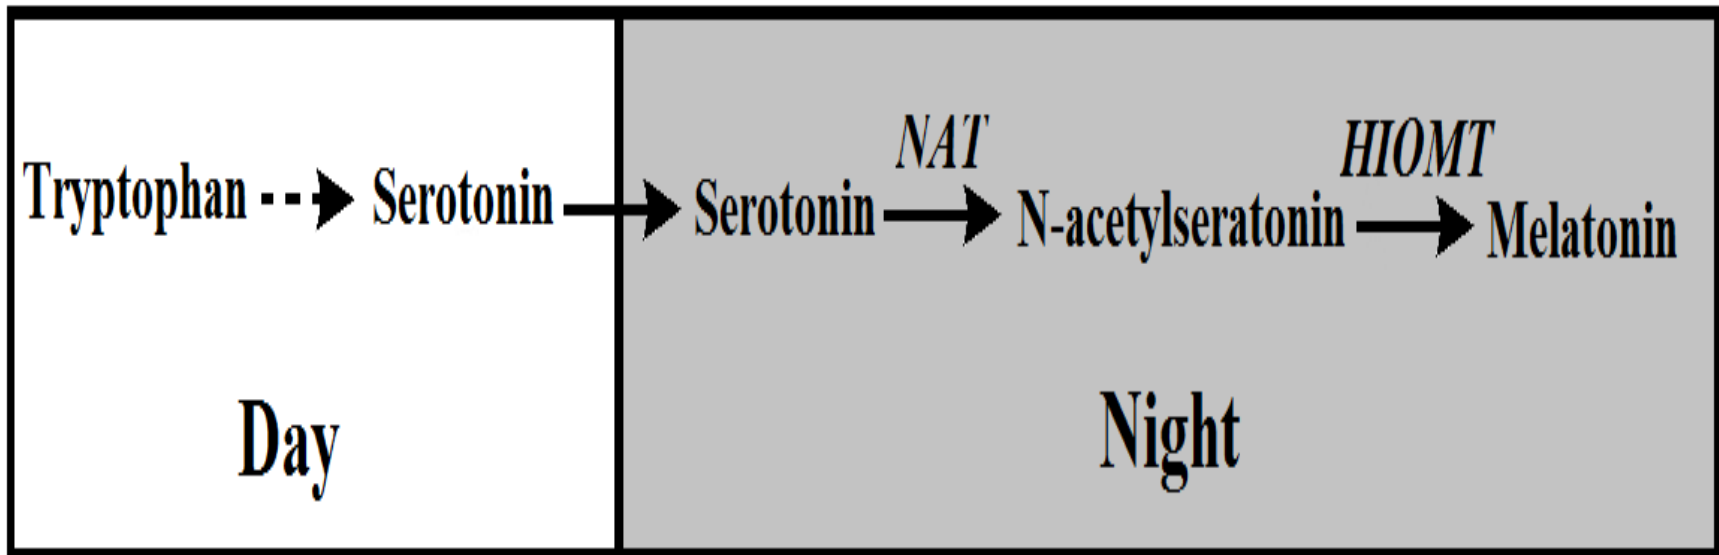 NAT HIOMT
Tryptophan Serotonin Serotonin N-acetylseratonin Melatonin
Day Night